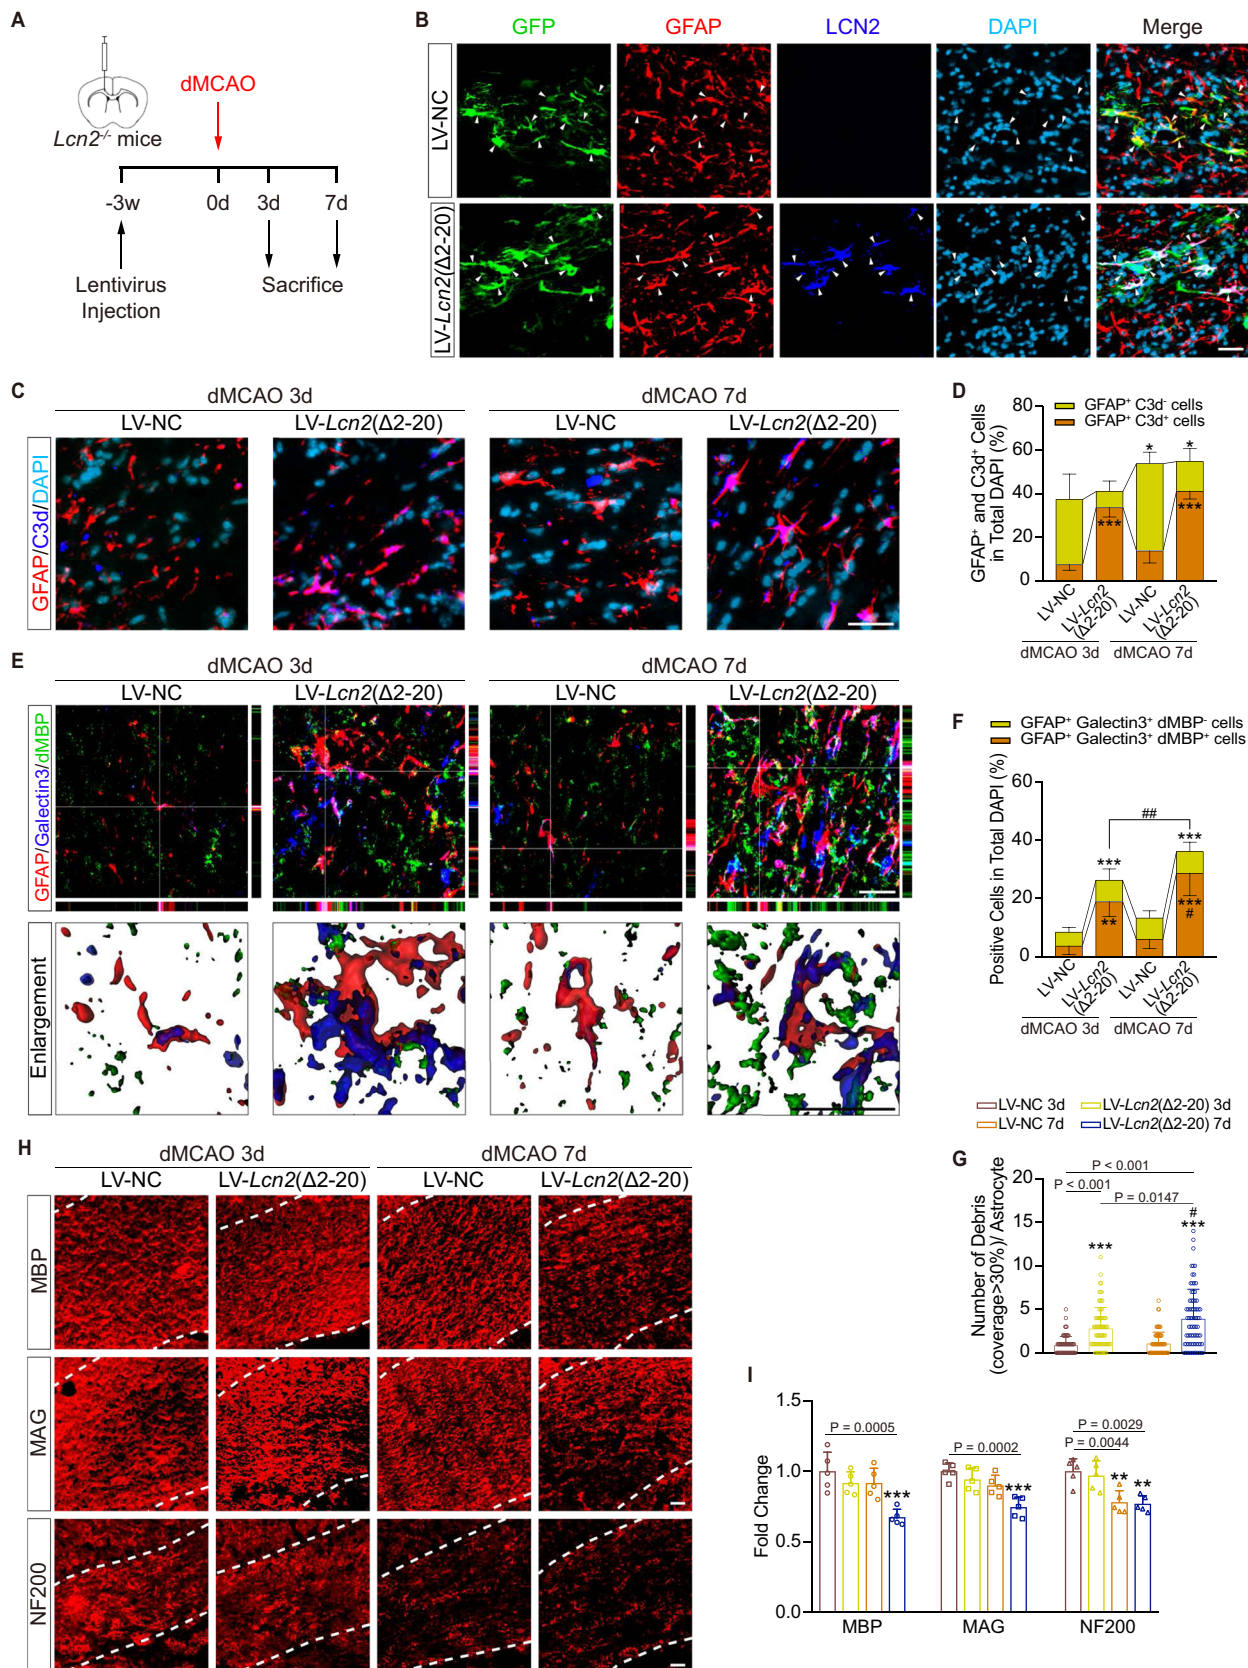 A
dMCAO
Lcn2-/- mice
-3w 0d 3d 7d
Lentivirus
Injection
Sacrifice
B
GFP GFAP LCN2 DAPI Merge
LV-NC
LV-Lcn2(Δ2-20)
C
dMCAO 3d dMCAO 7d
LV-NC LV-Lcn2(Δ2-20) LV-NC LV-Lcn2(Δ2-20)
GFAP/C3d/DAPI
D
GFAP+ C3d- cells
GFAP+ C3d+ cells
GFAP+ and C3d+ Cells
in Total DAPI (%)
80
60
40
20
0
* *
*** ***
LV-NC LV-Lcn2 (Δ2-20) LV-NC LV-Lcn2 (Δ2-20)
dMCAO 3d dMCAO 7d
E
dMCAO 3d dMCAO 7d
LV-NC LV-Lcn2(Δ2-20) LV-NC LV-Lcn2(Δ2-20)
GFAP/Galectin3/dMBP
Enlargement
F
GFAP+ Galectin3+ dMBP- cells
GFAP+ Galectin3+ dMBP+ cells
Positive Cells in Total DAPI (%)
60
40
20
0
##
*** ***
** ***
#
LV-NC LV-Lcn2 (Δ2-20) LV-NC LV-Lcn2 (Δ2-20)
dMCAO 3d dMCAO 7d
LV-NC 3d LV-Lcn2(Δ2-20) 3d
LV-NC 7d LV-Lcn2(Δ2-20) 7d
G
Number of Debris
(coverage>30%)/ Astrocyte
20
15
10
5
0
P < 0.001
P < 0.001
P = 0.0147
#
*** ***
H
dMCAO 3d dMCAO 7d
LV-NC LV-Lcn2(Δ2-20) LV-NC LV-Lcn2(Δ2-20)
MBP
MAG
NF200
I
Fold Change
1.5
1.0
0.5
0.0
P = 0.0005
P = 0.0002
P = 0.0029
P = 0.0044
*** *** ** **
MBP MAG NF200